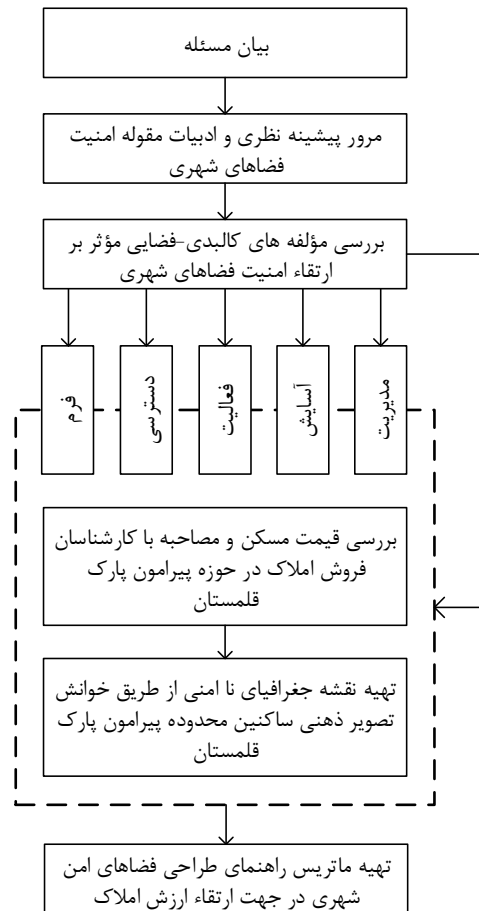 بیان مسئله
مرور پیشینه نظری و ادبیات مقوله امنیت
فضاهای شهری
بررسی مؤلفه های کالبدی-فضایی مؤثر بر
ارتقاء امنیت فضاهای شهری
مدیریت
آسایش
فعالیت
دسترسی
فرم
بررسی قیمت مسکن و مصاحبه با کارشناسان
فروش املاک در حوزه پیرامون پارک
قلمستان
تهیه نقشه جغرافیای نا امنی از طریق خوانش
تصویر ذهنی ساکنین محدوده پیرامون پارک
قلمستان
تهیه ماتریس راهنمای طراحی فضاهای امن
شهری در جهت ارتقاء ارزش املاک